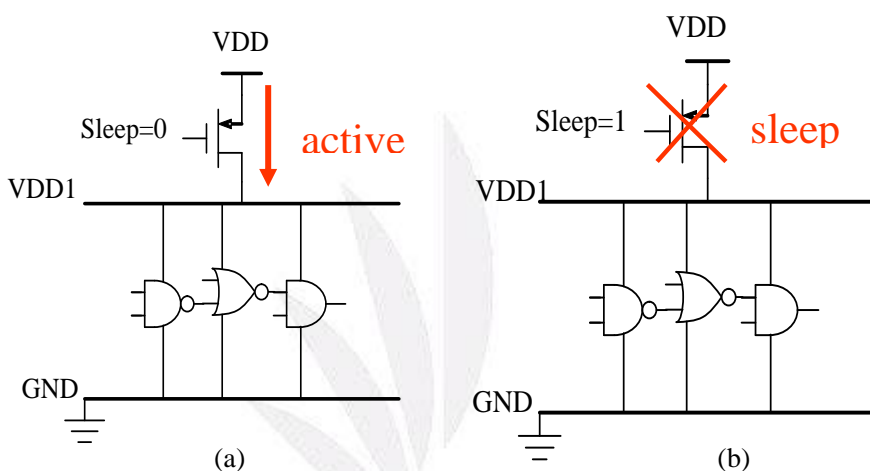 VDD
Sleep=0
active
VDD1
GND
(a)
VDD
Sleep=1
sleep
VDD1
GND
(b)